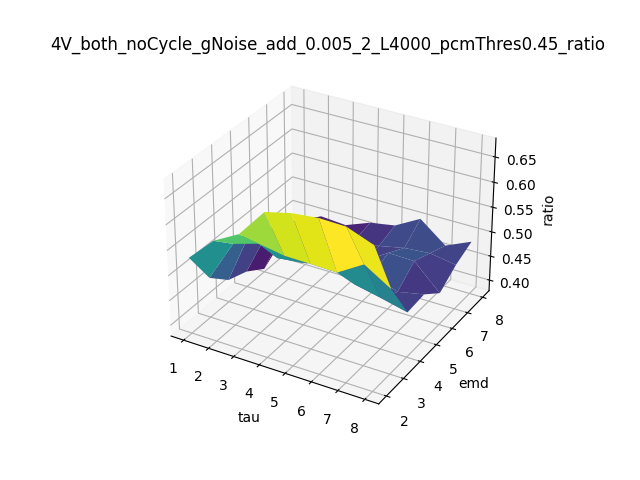 4V_both_noCycle_gNoise_add_0.005_2_L4000_pcmThres0.45_ratio
0.65
0.60
0.55
0.50
0.45
0.40
ratio
1 2 3 4 5 6 7 8
tau
2 3 4 5 6 7 8
emd